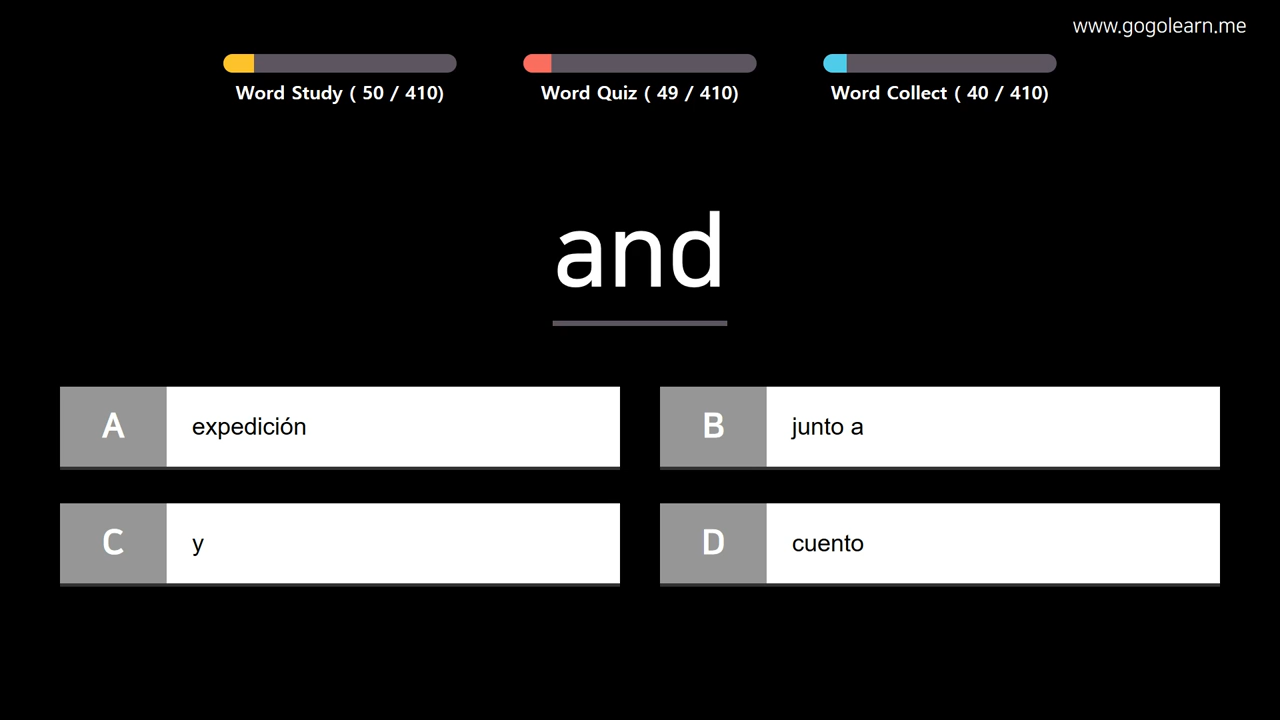 www.gogolearn.me
Word Study ( 50 / 410)
Word Quiz ( 49 / 410)
Word Collect ( 40 / 410)
and
A expedición
B junto a
C y
D cuento